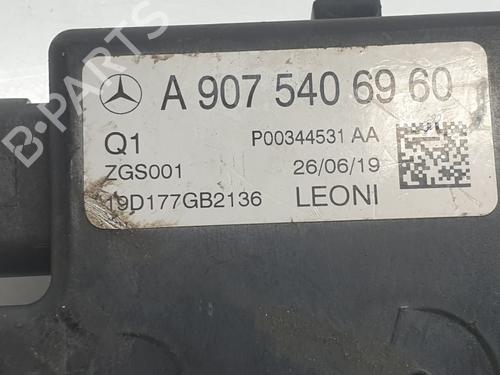 A 907 540 69 60
Q1
P00344531 AA
ZGS001
26/06/19
19D177GB2136
LEONI
B-PARTS